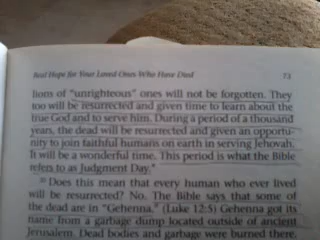 Real Hope for Your Loved Ones Who Have Died 73
lions of “unrighteous” ones will not be forgotten. They
too will be resurrected and given time to learn about the
true God and to serve him. During a period of a thousand
years, the dead will be resurrected and given an opportu-
nity to join faithful humans on earth in serving Jehovah.
It will be a wonderful time. This period is what the Bible
refers to as Judgment Day.*
Does this mean that every human who ever lived
will be resurrected? No. The Bible says that some of
the dead are in “Gehenna.” (Luke 12:5) Gehenna got its
name from a garbage dump located outside of ancient
Jerusalem. Dead bodies and garbage were burned there.